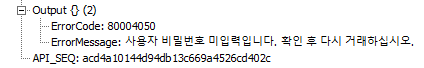 Output {} (2)
ErrorCode: 80004050
ErrorMessage: 사용자 비밀번호 미입력입니다. 확인 후 다시 거래하십시오.
API_SEQ: acd4a10144d94db13c669a4526cd402c